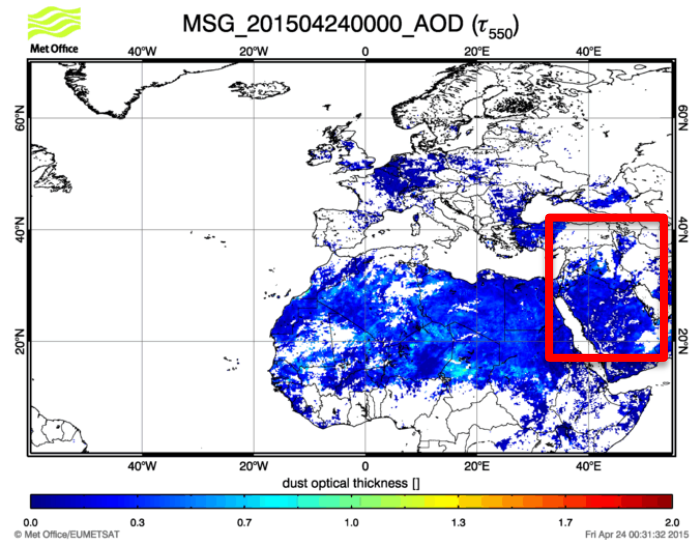 Met Office
MSG_201504240000_AOD (τ550)
40°W 20°W 0 20°E 40°E
60°N 60°N
40°N 40°N
20°N 20°N
40°W 20°W 0 20°E 40°E
dust optical thickness []
0.0 0.3 0.7 1.0 1.3 1.7 2.0
© Met Office/EUMETSAT Fri Apr 24 00:31:32 2015